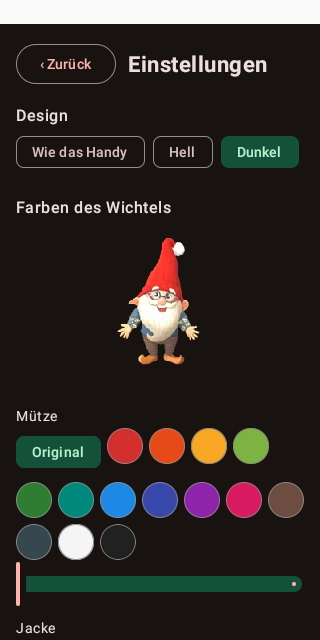 ‹ Zurück
Einstellungen
Design
Wie das Handy
Hell
Dunkel
Farben des Wichtels
Mütze
Original
Jacke